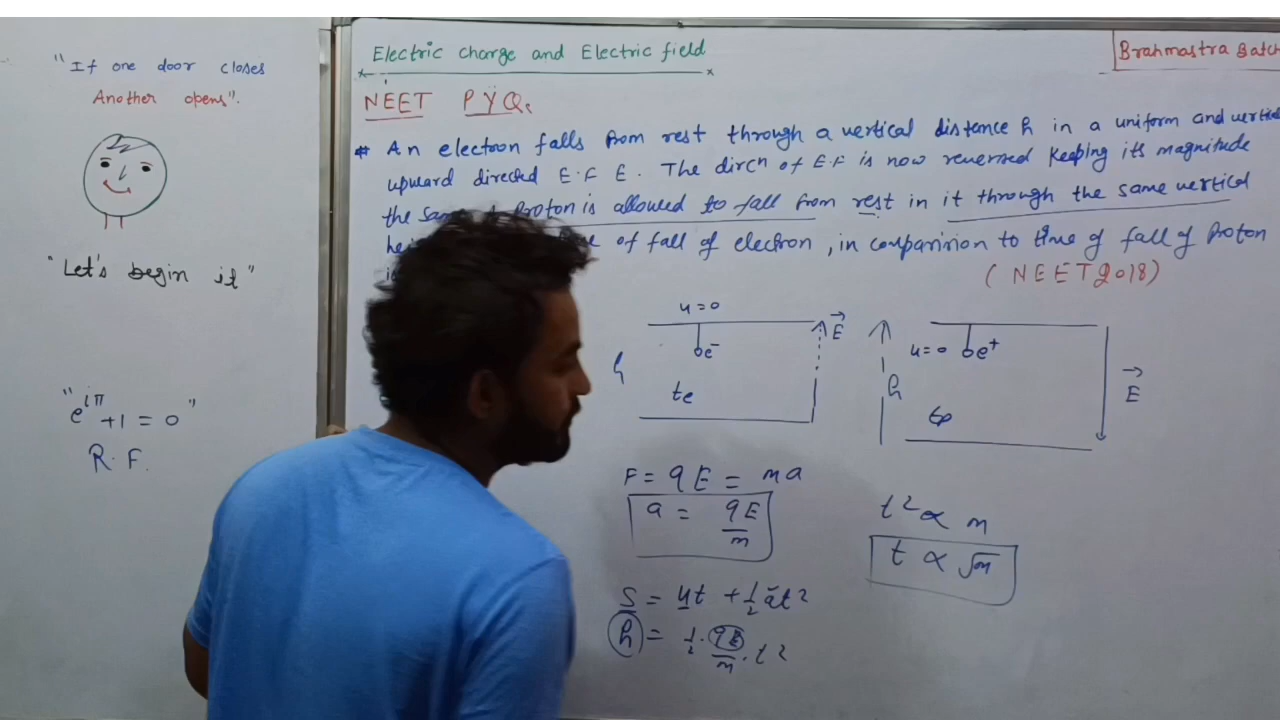 "If one door closes
Another opens".
"Let's begin it"
"e^iπ +1 = 0"
R.F.
Electric charge and Electric field
Brahmastra Batch
NEET PYQs
* An electron falls from rest through a vertical distance h in a uniform and vertic
upward directed E.F E. The dircn of E.F is now reversed keeping its magnitude
the same. Proton is allowed to fall from rest in it through the same vertical
of fall of electron, in comparision to time of fall of Proton
(NEET 2018)
u=0
E
e-
h
te
u=0 e+
E
h
tp
F = qE = ma
a = qE/m
t² ∝ m
t ∝ √m
S = ut + 1/2 at²
h = 1/2 . qE/m . t²